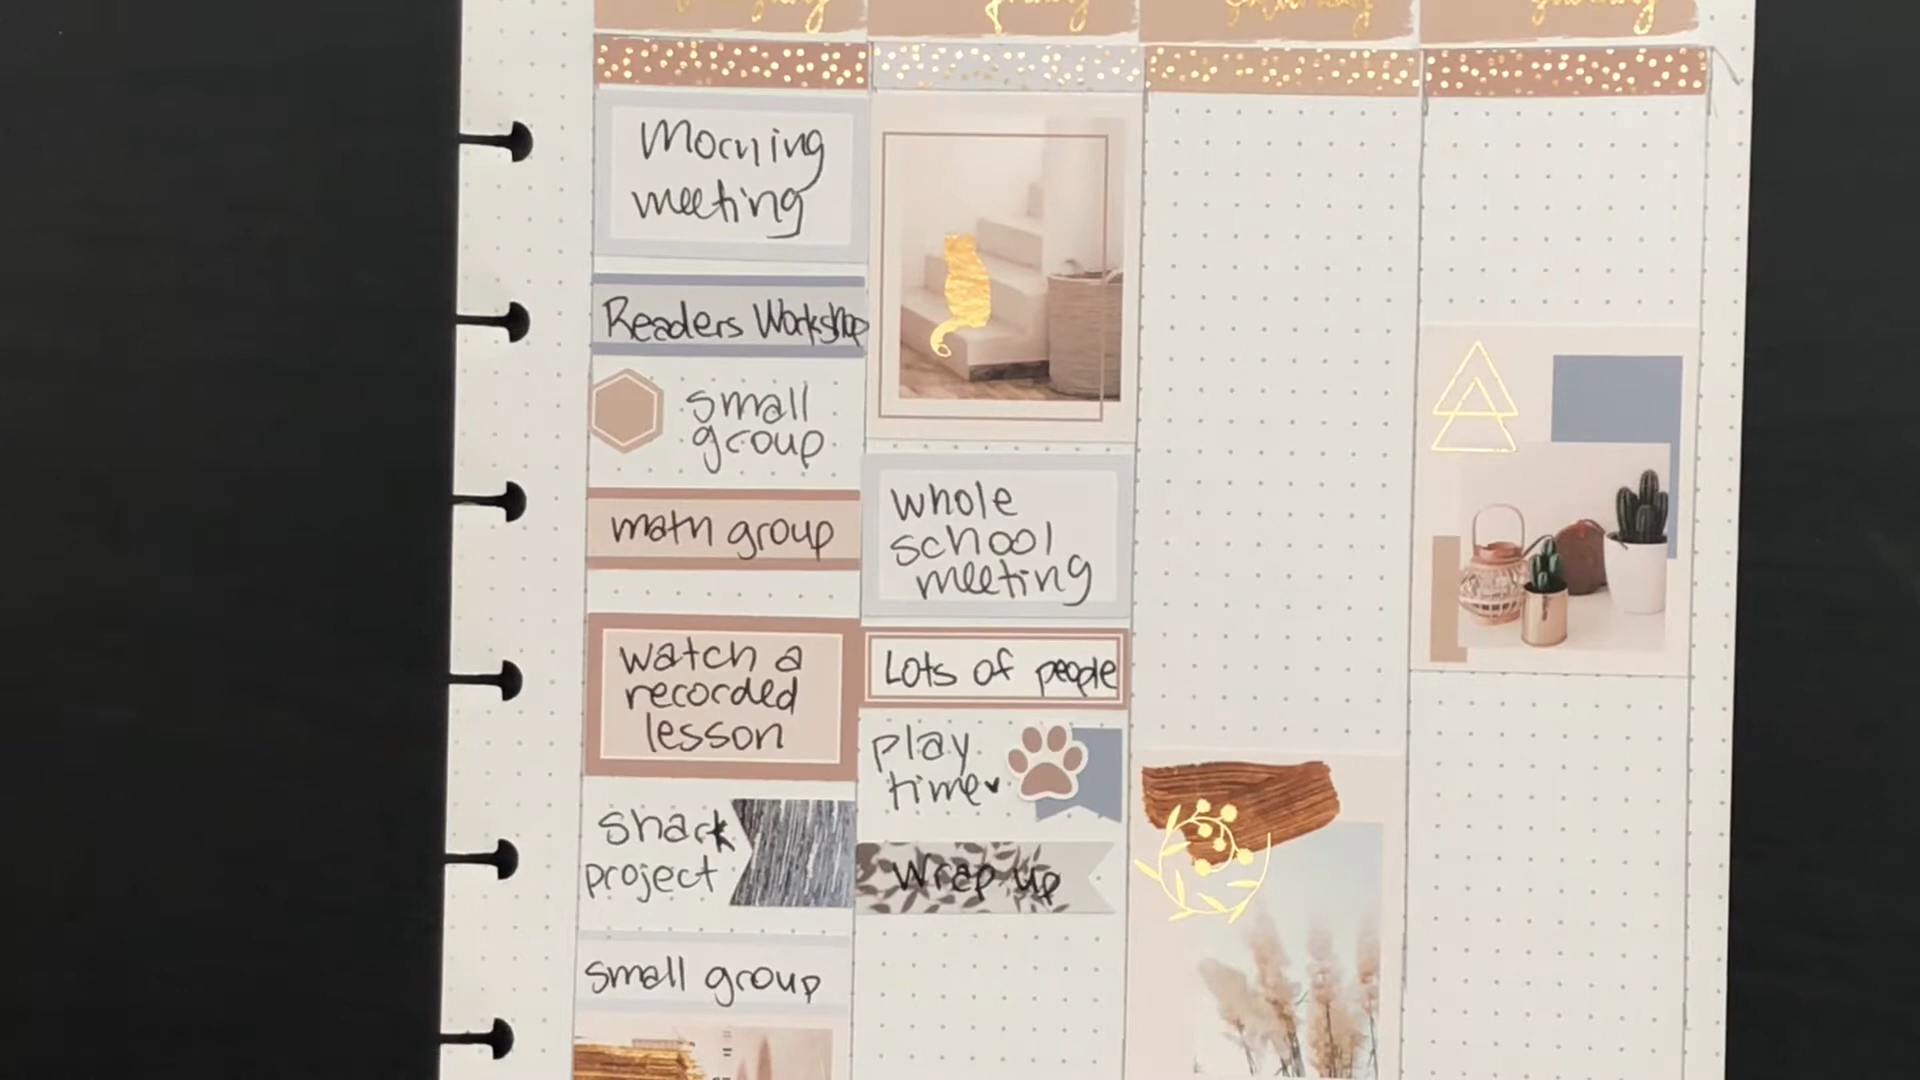 Morning
meeting
Readers Workshop
small
group
math group
watch a
recorded
lesson
shark
project
small group
whole
school
meeting
Lots of people
play
time
wrap up